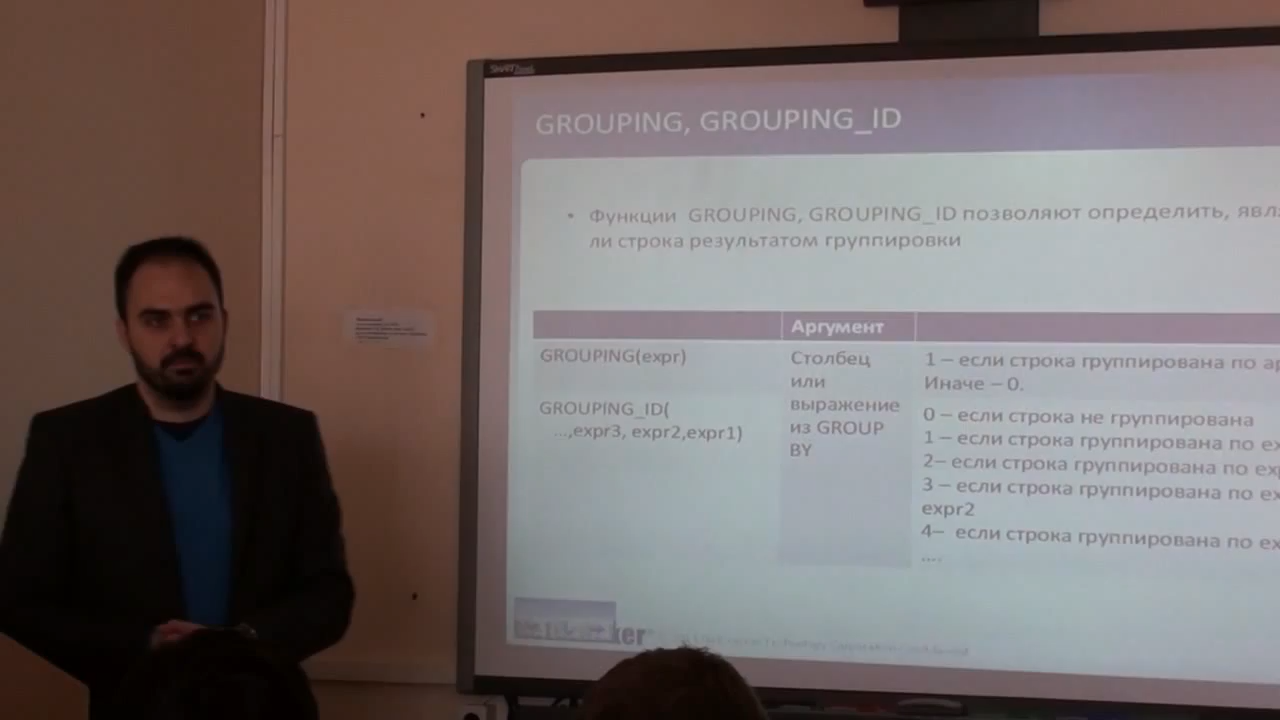 SMART
GROUPING, GROUPING_ID
• Функции GROUPING, GROUPING_ID позволяют определить, явл
ли строка результатом группировки
Аргумент
GROUPING(expr)
Столбец
или
выражение
из GROUP
BY
1 – если строка группирована по ар
Иначе – 0.
GROUPING_ID(
...,expr3, expr2,expr1)
0 – если строка не группирована
1 – если строка группирована по ex
2– если строка группирована по exp
3 – если строка группирована по ex
expr2
4– если строка группирована по ex
....
ker